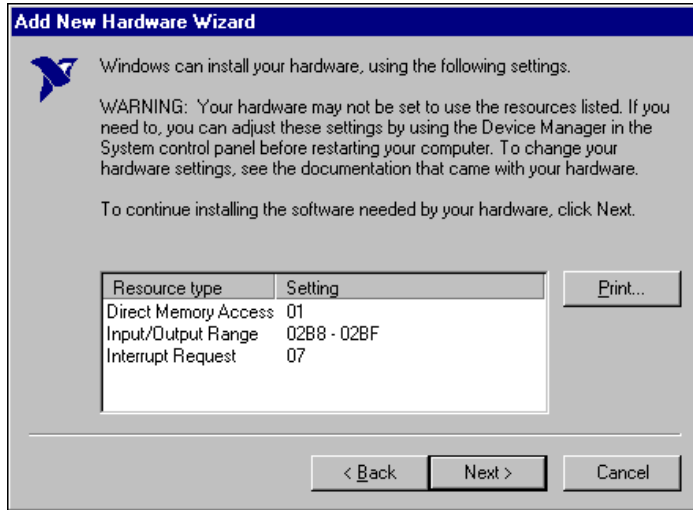 Add New Hardware Wizard
Windows can install your hardware, using the following settings.
WARNING: Your hardware may not be set to use the resources listed. If you
need to, you can adjust these settings by using the Device Manager in the
System control panel before restarting your computer. To change your
hardware settings, see the documentation that came with your hardware.
To continue installing the software needed by your hardware, click Next.
Resource type Setting
Direct Memory Access 01
Input/Output Range 02B8 - 02BF
Interrupt Request 07
Print...
< Back Next > Cancel